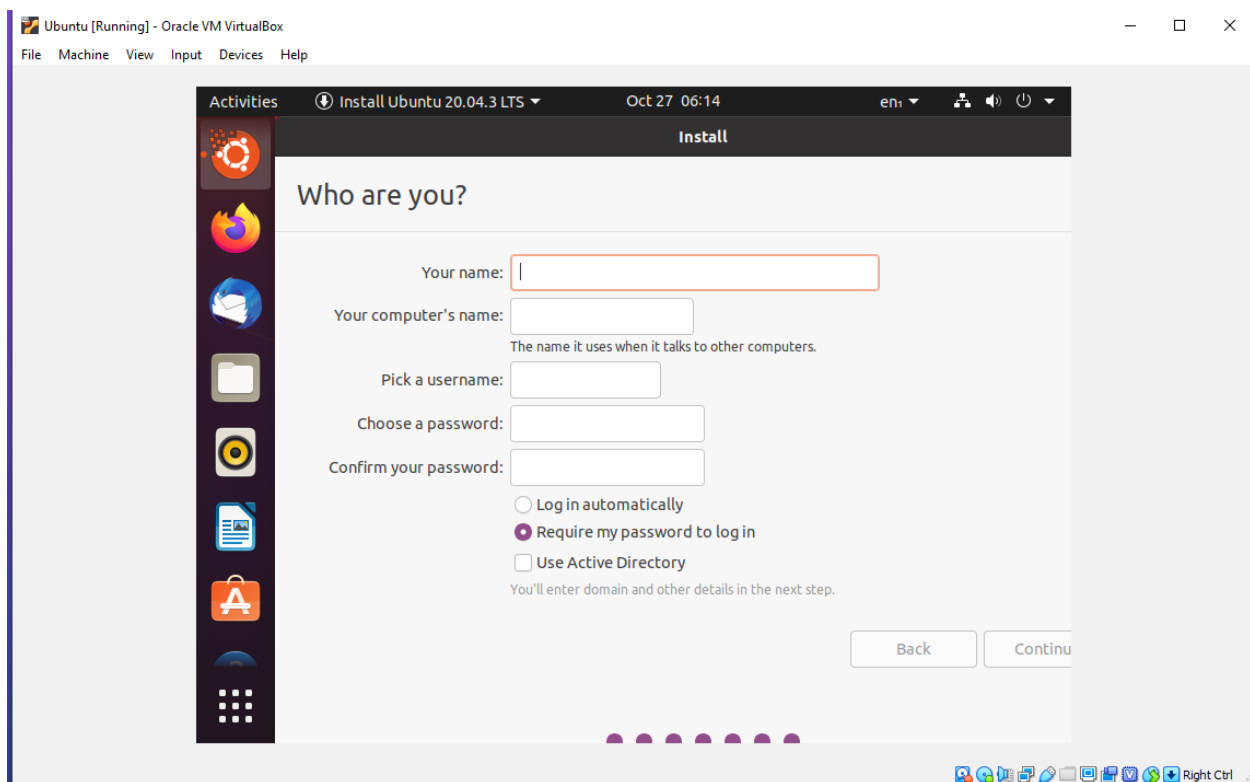 Ubuntu [Running] - Oracle VM VirtualBox
File Machine View Input Devices Help
Activities Install Ubuntu 20.04.3 LTS Oct 27 06:14 en₁
Install
Who are you?
Your name:
Your computer's name:
The name it uses when it talks to other computers.
Pick a username:
Choose a password:
Confirm your password:
Log in automatically
Require my password to log in
Use Active Directory
You'll enter domain and other details in the next step.
Back Continu
Right Ctrl